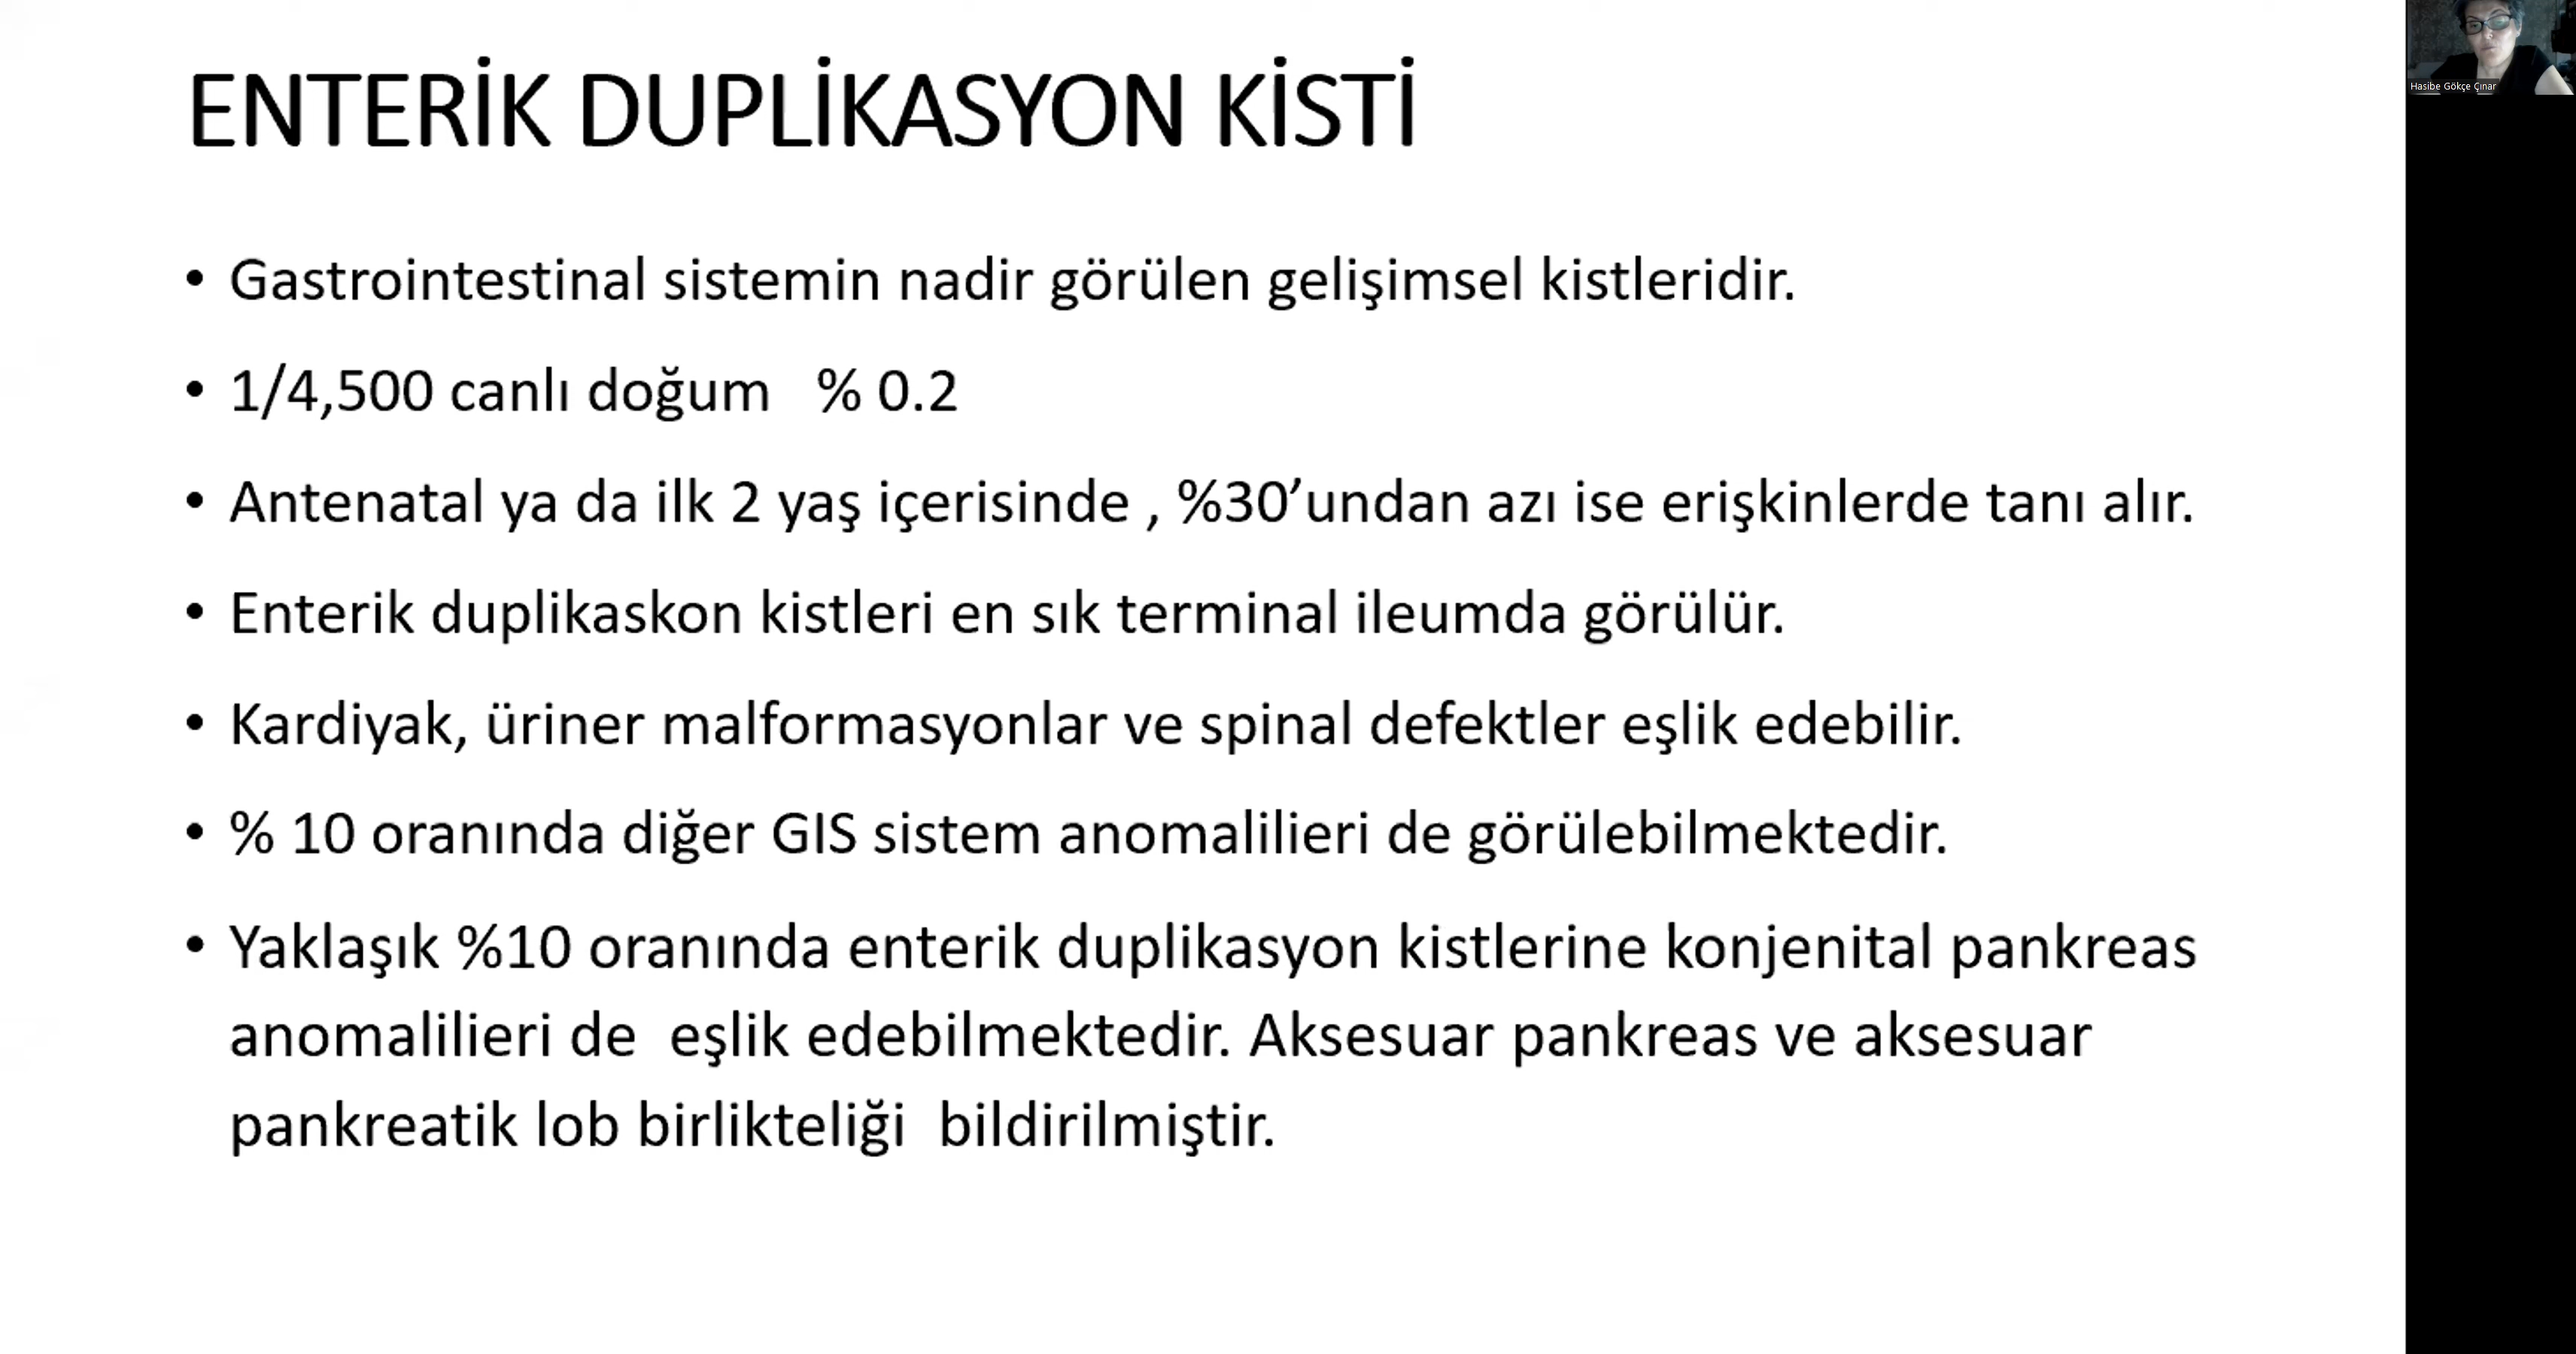 ENTERİK DUPLİKASYON KİSTİ
Hasibe Gökçe Çınar
• Gastrointestinal sistemin nadir görülen gelişimsel kistleridir.
• 1/4,500 canlı doğum % 0.2
• Antenatal ya da ilk 2 yaş içerisinde , %30’undan azı ise erişkinlerde tanı alır.
• Enterik duplikaskon kistleri en sık terminal ileumda görülür.
• Kardiyak, üriner malformasyonlar ve spinal defektler eşlik edebilir.
• % 10 oranında diğer GIS sistem anomalilieri de görülebilmektedir.
• Yaklaşık %10 oranında enterik duplikasyon kistlerine konjenital pankreas
anomalilieri de eşlik edebilmektedir. Aksesuar pankreas ve aksesuar
pankreatik lob birlikteliği bildirilmiştir.